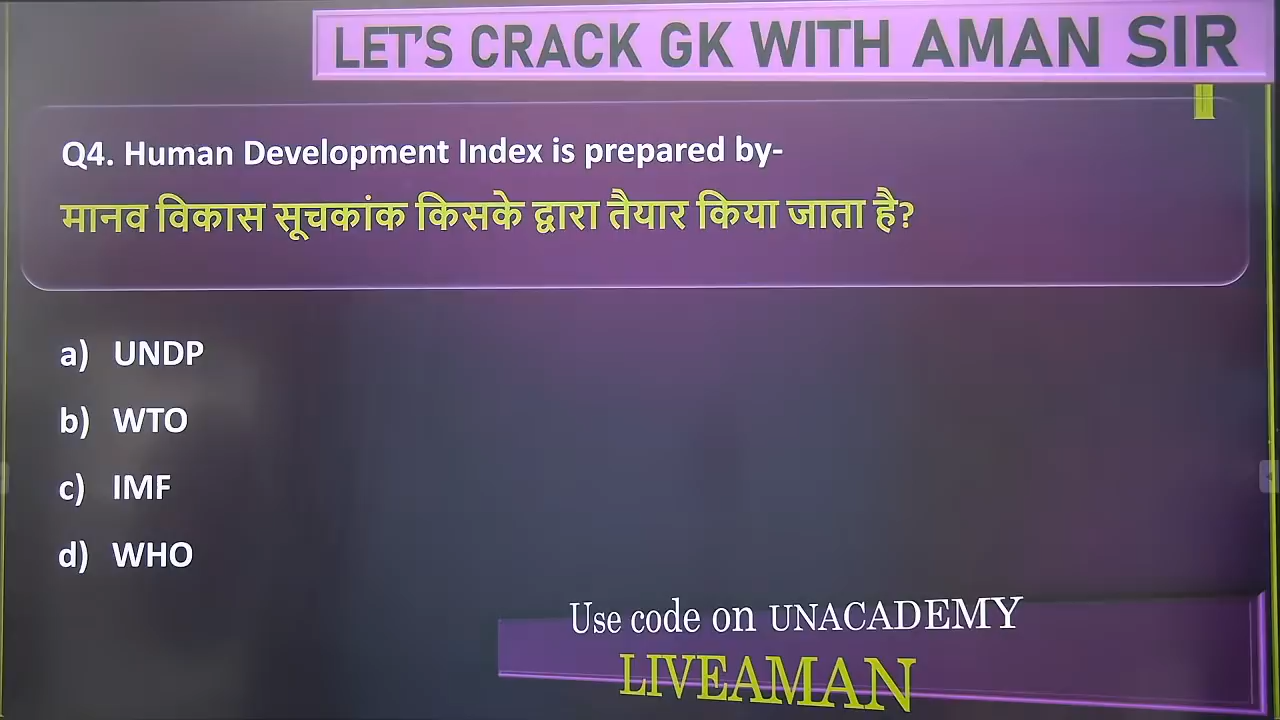 LET'S CRACK GK WITH AMAN SIR
Q4. Human Development Index is prepared by-
मानव विकास सूचकांक किसके द्वारा तैयार किया जाता है?
a) UNDP
b) WTO
c) IMF
d) WHO
Use code on UNACADEMY
LIVEAMAN